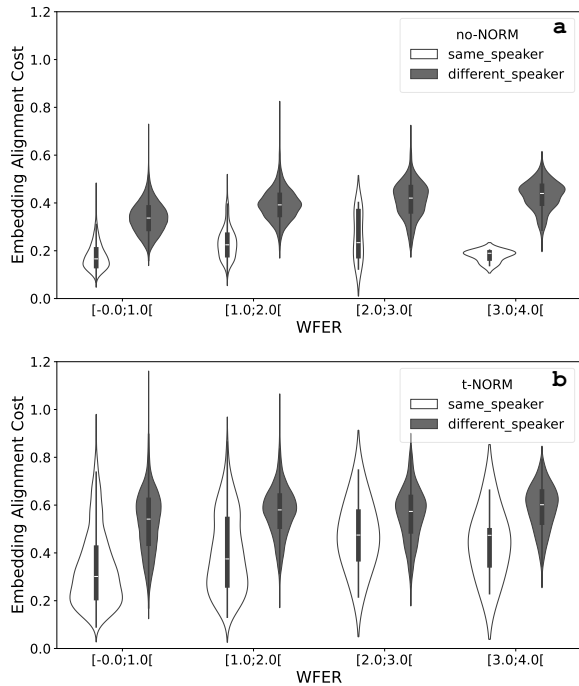 1.2
1.0
0.8
0.6
0.4
0.2
0.0
Embedding Alignment Cost
a
no-NORM
same_speaker
different_speaker
[-0.0;1.0[
[1.0;2.0[
[2.0;3.0[
[3.0;4.0[
WFER
1.2
1.0
0.8
0.6
0.4
0.2
0.0
Embedding Alignment Cost
b
t-NORM
same_speaker
different_speaker
[-0.0;1.0[
[1.0;2.0[
[2.0;3.0[
[3.0;4.0[
WFER